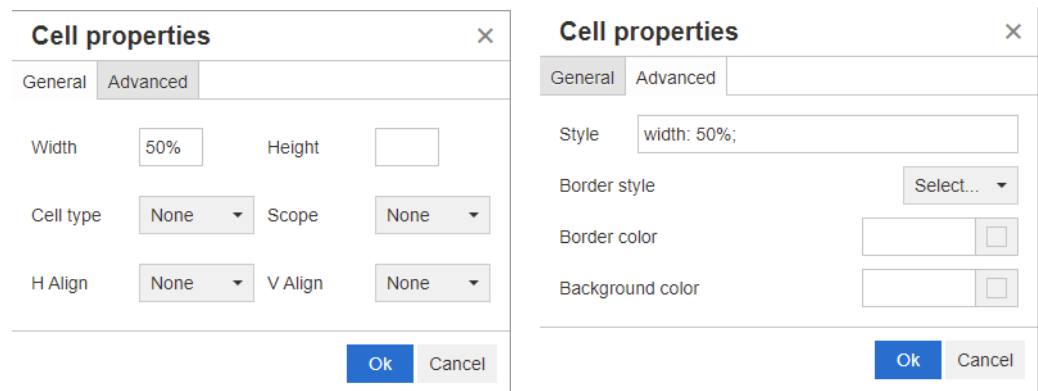 Cell properties ×
General Advanced
Width 50% Height
Cell type None Scope None
H Align None V Align None
Ok Cancel
Cell properties ×
General Advanced
Style width: 50%;
Border style Select...
Border color
Background color
Ok Cancel